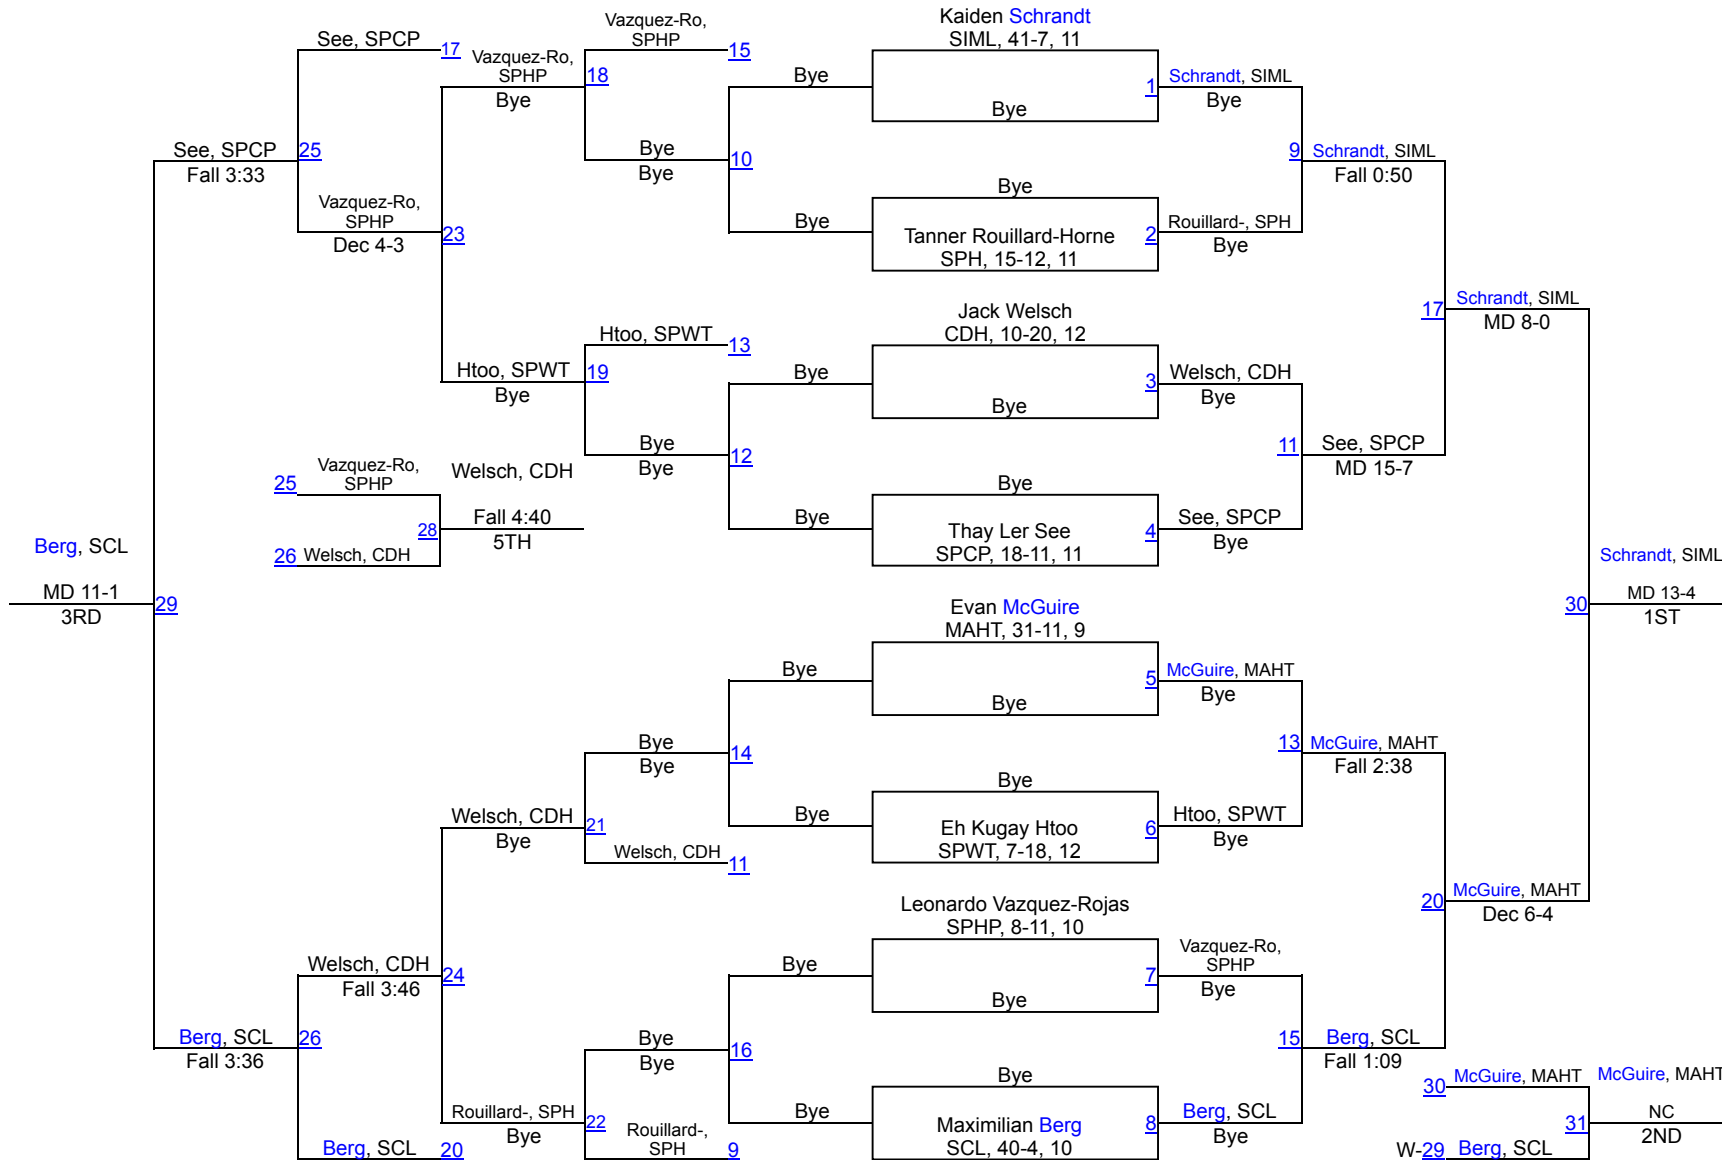 Kaiden Schrandt
SIML, 41-7, 11
Bye
1
Bye
Tanner Rouillard-Horne
SPH, 15-12, 11
2
Jack Welsch
CDH, 10-20, 12
Bye
3
Bye
Thay Ler See
SPCP, 18-11, 11
4
Evan McGuire
MAHT, 31-11, 9
Bye
5
Bye
Eh Kugay Htoo
SPWT, 7-18, 12
6
Leonardo Vazquez-Rojas
SPHP, 8-11, 10
Bye
7
Bye
Maximilian Berg
SCL, 40-4, 10
8
Schrandt, SIML
Bye
Rouillard-, SPH
Bye
Welsch, CDH
Bye
See, SPCP
Bye
McGuire, MAHT
Bye
Htoo, SPWT
Bye
Vazquez-Ro,
SPHP
Bye
Berg, SCL
Bye
9
Schrandt, SIML
Fall 0:50
11
See, SPCP
MD 15-7
13
McGuire, MAHT
Fall 2:38
15
Berg, SCL
Fall 1:09
17
Schrandt, SIML
MD 8-0
20
McGuire, MAHT
Dec 6-4
30
Schrandt, SIML
MD 13-4
1ST
30
McGuire, MAHT
W-29
Berg, SCL
31
McGuire, MAHT
NC
2ND
Bye
Bye
10
Bye
Bye
Bye
Bye
12
Bye
Bye
Bye
Bye
14
Bye
Bye
Bye
Bye
16
Bye
Bye
Vazquez-Ro,
SPHP
15
18
Vazquez-Ro,
SPHP
Bye
Htoo, SPWT
13
19
Htoo, SPWT
Bye
Welsch, CDH
11
21
Welsch, CDH
Bye
Rouillard-,
SPH
9
22
Rouillard-, SPH
Bye
23
Vazquez-Ro,
SPHP
Dec 4-3
24
Welsch, CDH
Fall 3:46
See, SPCP
17
25
See, SPCP
Fall 3:33
Berg, SCL
20
26
Berg, SCL
Fall 3:36
25
Vazquez-Ro,
SPHP
26
Welsch, CDH
28
Welsch, CDH
Fall 4:40
5TH
29
Berg, SCL
MD 11-1
3RD